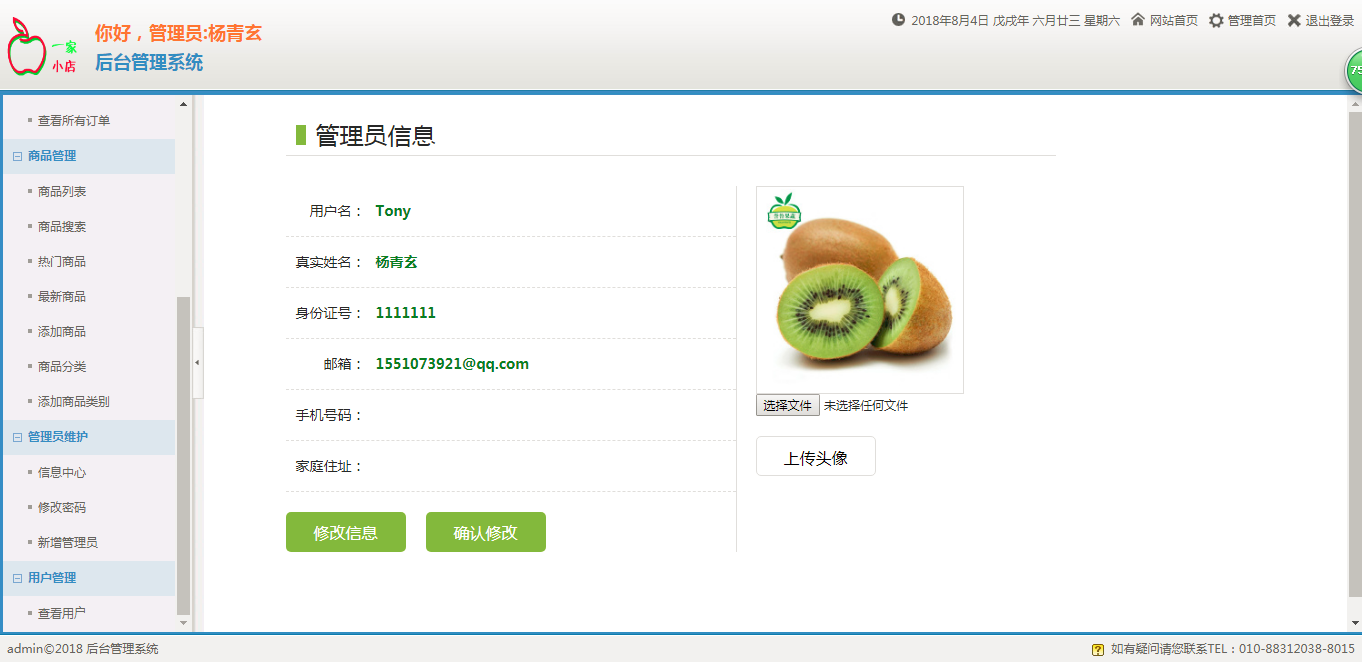 一家
小店
你好，管理员:杨青玄
后台管理系统
2018年8月4日 戊戌年 六月廿三 星期六 网站首页 管理首页 退出登录
75
查看所有订单
商品管理
商品列表
商品搜索
热门商品
最新商品
添加商品
商品分类
添加商品类别
管理员维护
信息中心
修改密码
新增管理员
用户管理
查看用户
管理员信息
用户名： Tony
真实姓名： 杨青玄
身份证号： 1111111
邮箱： 1551073921@qq.com
手机号码：
家庭住址：
修改信息 确认修改
选择文件 未选择任何文件
上传头像
admin©2018 后台管理系统
如有疑问请您联系TEL：010-88312038-8015